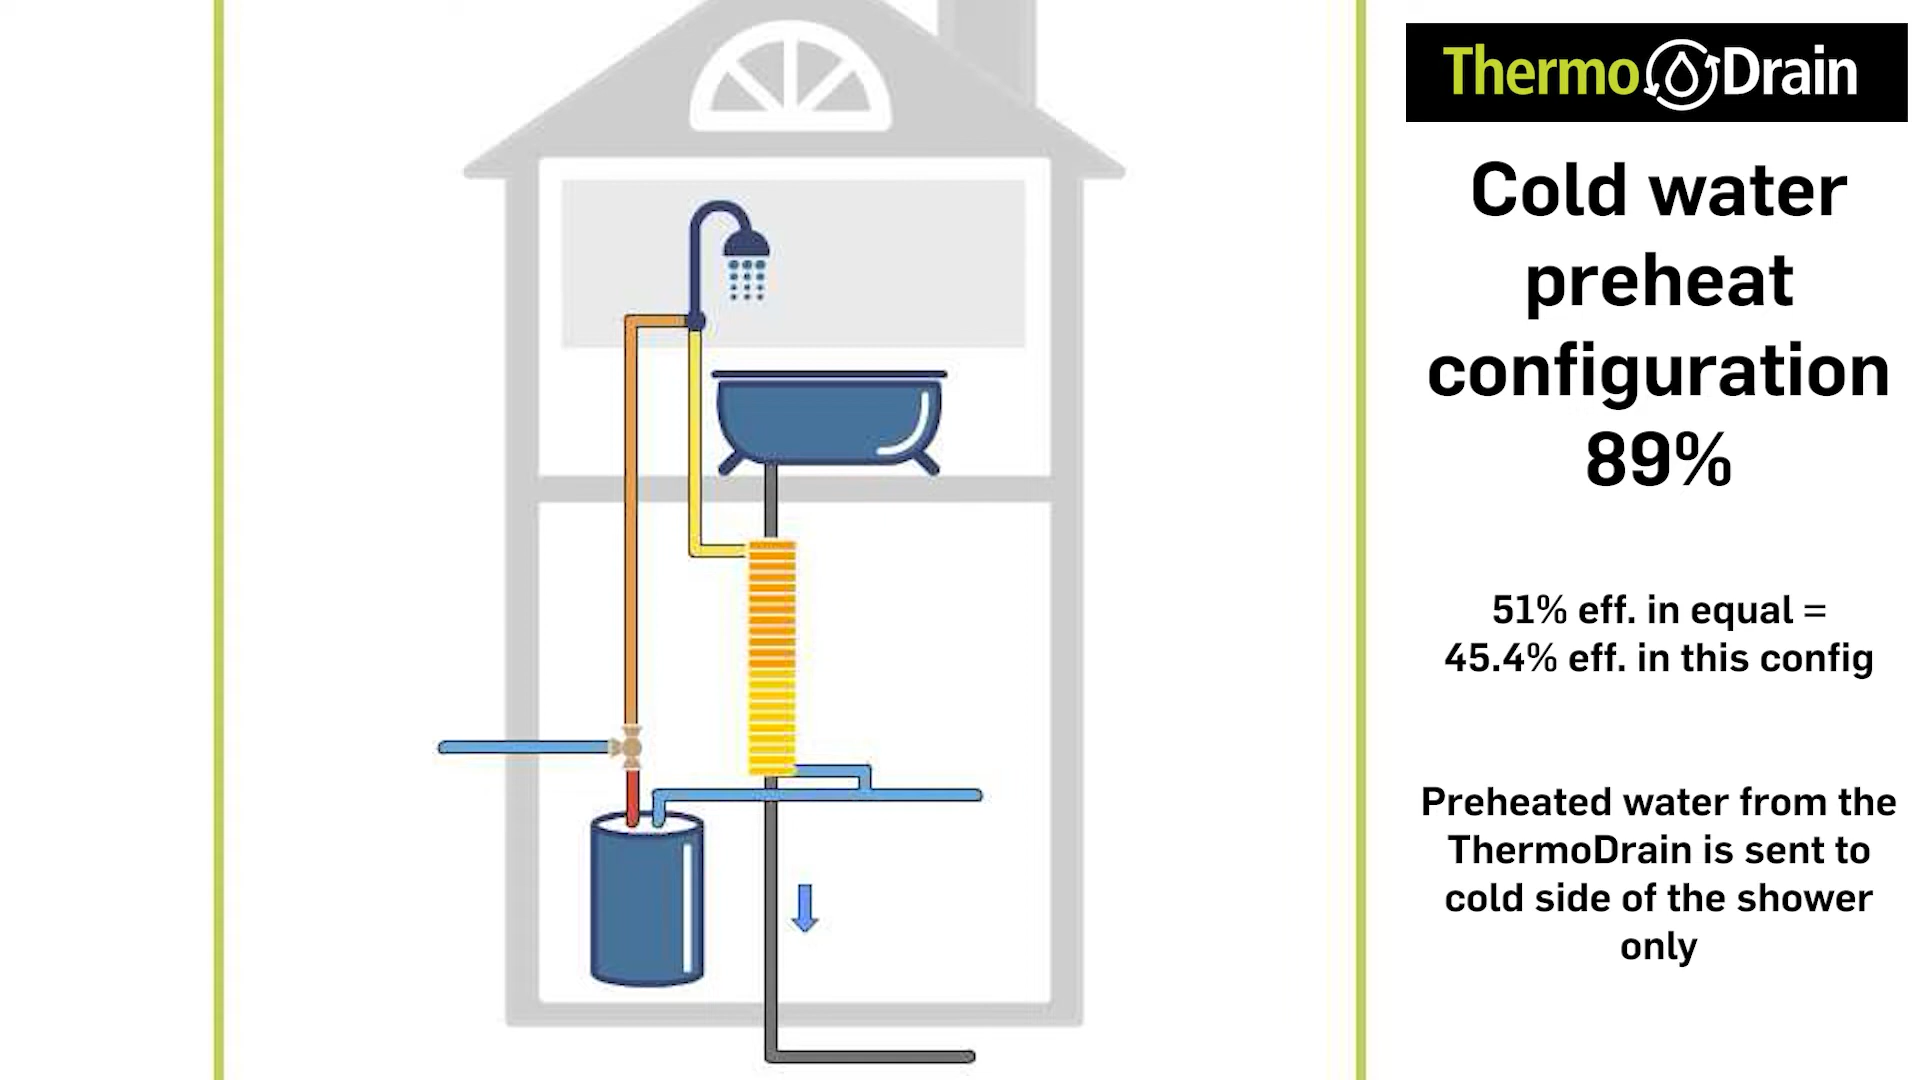 ThermoDrain
Cold water
preheat
configuration
89%
51% eff. in equal =
45.4% eff. in this config
Preheated water from the
ThermoDrain is sent to
cold side of the shower
only